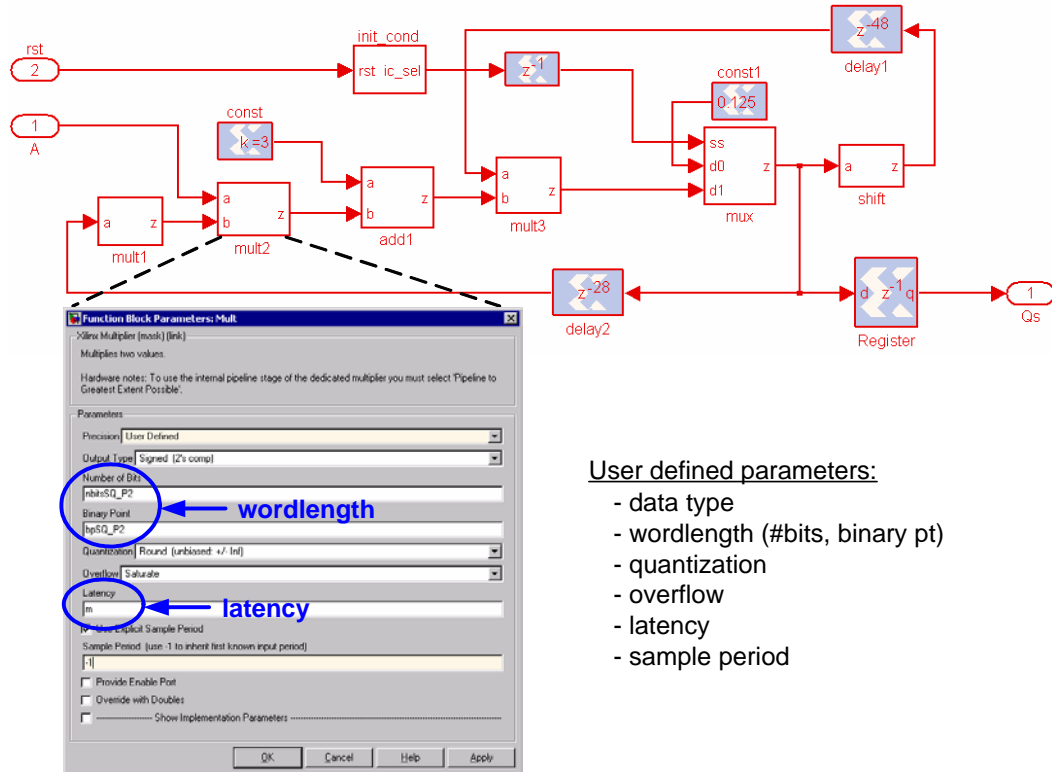 rst
2
init_cond
rst ic_sel
z-1
z-48
delay1
const1
0.125
1
A
const
k =3
a
b
z
add1
a
b
z
mult3
ss
d0
d1
z
mux
a
z
shift
a
z
mult1
a
b
z
mult2
z-28
delay2
d z-1 q
Register
1
Qs
Function Block Parameters: Mult
Xilinx Multiplier (mask) (link)
Multiplies two values.
Hardware notes: To use the internal pipeline stage of the dedicated multiplier you must select 'Pipeline to
Greatest Extent Possible'.
Parameters
Precision User Defined
Output Type Signed (2's comp)
Number of Bits
nbitsSQ_P2
Binary Point
bpSQ_P2
wordlength
Quantization Round (unbiased: +/- Inf)
Overflow Saturate
Latency
m
latency
Use Explicit Sample Period
Sample Period (use -1 to inherit first known input period)
-1
Provide Enable Port
Override with Doubles
-------------------- Show Implementation Parameters --------------------
OK Cancel Help Apply
User defined parameters:
- data type
- wordlength (#bits, binary pt)
- quantization
- overflow
- latency
- sample period